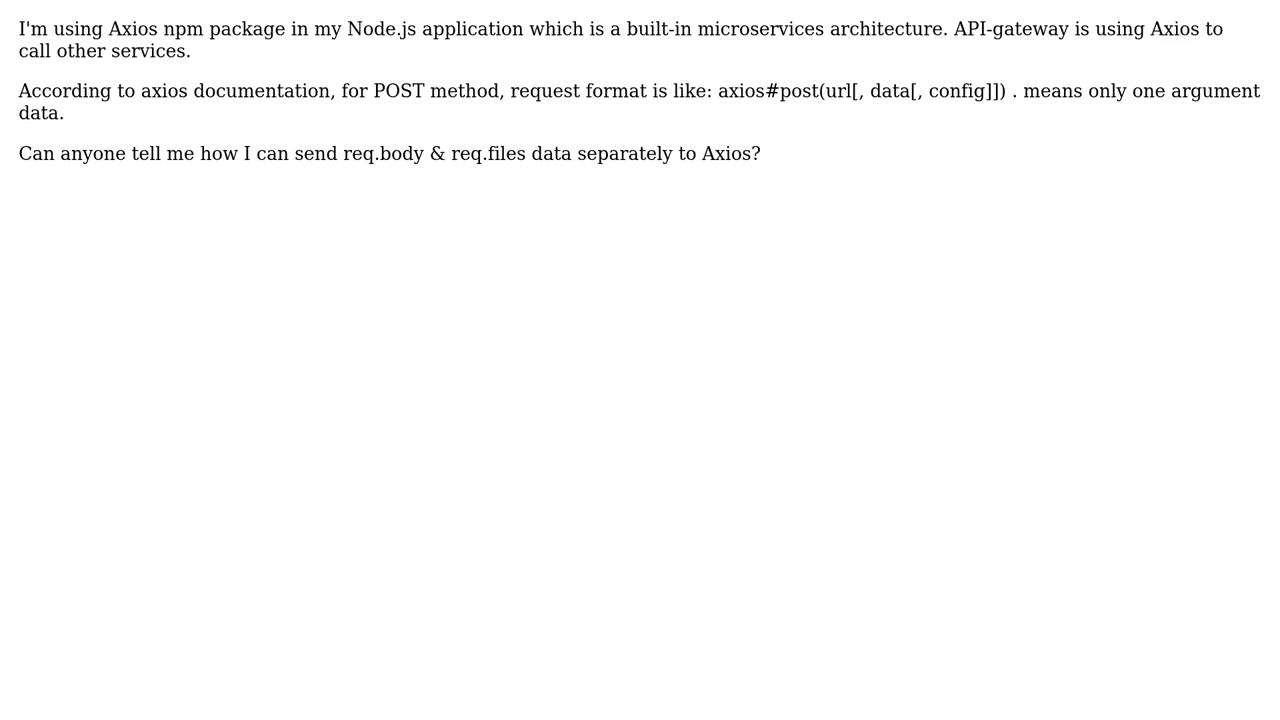 I'm using Axios npm package in my Node.js application which is a built-in microservices architecture. API-gateway is using Axios to
call other services.
According to axios documentation, for POST method, request format is like: axios#post(url[, data[, config]]) . means only one argument
data.
Can anyone tell me how I can send req.body & req.files data separately to Axios?